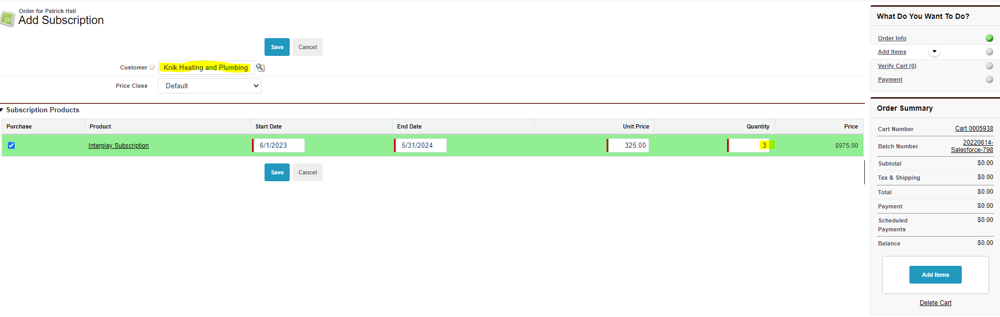 Order for Patrick Hall
50
Add Subscription
Save Cancel
Customer ? Knik Heating and Plumbing
Price Class Default
Subscription Products
Purchase Product Start Date End Date Unit Price Quantity Price
Interplay Subscription 6/1/2023 5/31/2024 325.00 3 $975.00
Save Cancel
What Do You Want To Do?
Order Info
Add Items
Verify Cart (0)
Payment
Order Summary
Cart Number Cart 0005938
Batch Number 20220614-
Salesforce-798
Subtotal $0.00
Tax & Shipping $0.00
Total $0.00
Payment $0.00
Scheduled $0.00
Payments
Balance $0.00
Add Items
Delete Cart